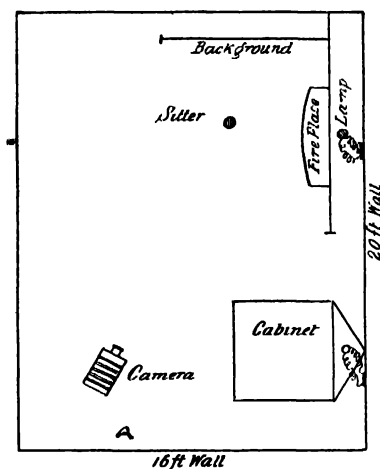 Background
Sitter
Fire Place
Lamp
20 ft Wall
Cabinet
Camera
A
16 ft Wall